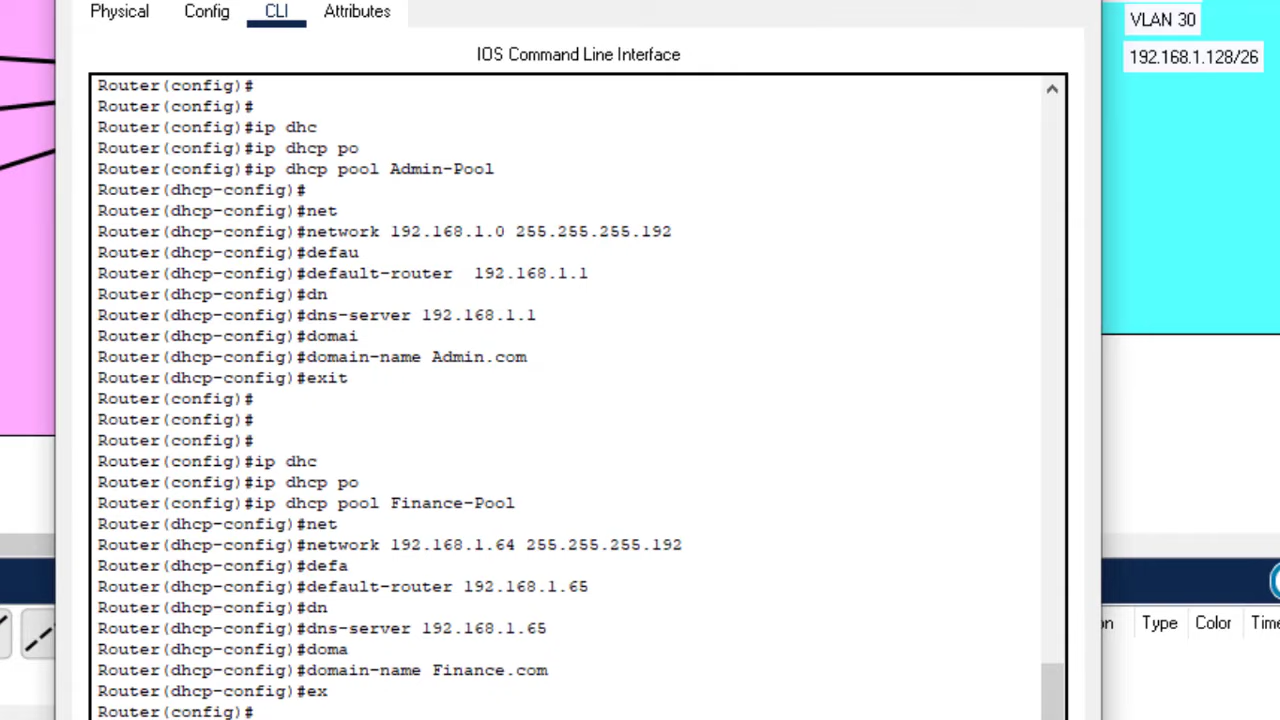 Physical Config CLI Attributes
VLAN 30
192.168.1.128/26
IOS Command Line Interface
Router(config)#
Router(config)#
Router(config)#ip dhc
Router(config)#ip dhcp po
Router(config)#ip dhcp pool Admin-Pool
Router(dhcp-config)#
Router(dhcp-config)#net
Router(dhcp-config)#network 192.168.1.0 255.255.255.192
Router(dhcp-config)#defau
Router(dhcp-config)#default-router  192.168.1.1
Router(dhcp-config)#dn
Router(dhcp-config)#dns-server 192.168.1.1
Router(dhcp-config)#domai
Router(dhcp-config)#domain-name Admin.com
Router(dhcp-config)#exit
Router(config)#
Router(config)#
Router(config)#
Router(config)#ip dhc
Router(config)#ip dhcp po
Router(config)#ip dhcp pool Finance-Pool
Router(dhcp-config)#net
Router(dhcp-config)#network 192.168.1.64 255.255.255.192
Router(dhcp-config)#defa
Router(dhcp-config)#default-router 192.168.1.65
Router(dhcp-config)#dn
Router(dhcp-config)#dns-server 192.168.1.65
Router(dhcp-config)#doma
Router(dhcp-config)#domain-name Finance.com
Router(dhcp-config)#ex
Router(config)#
Type Color